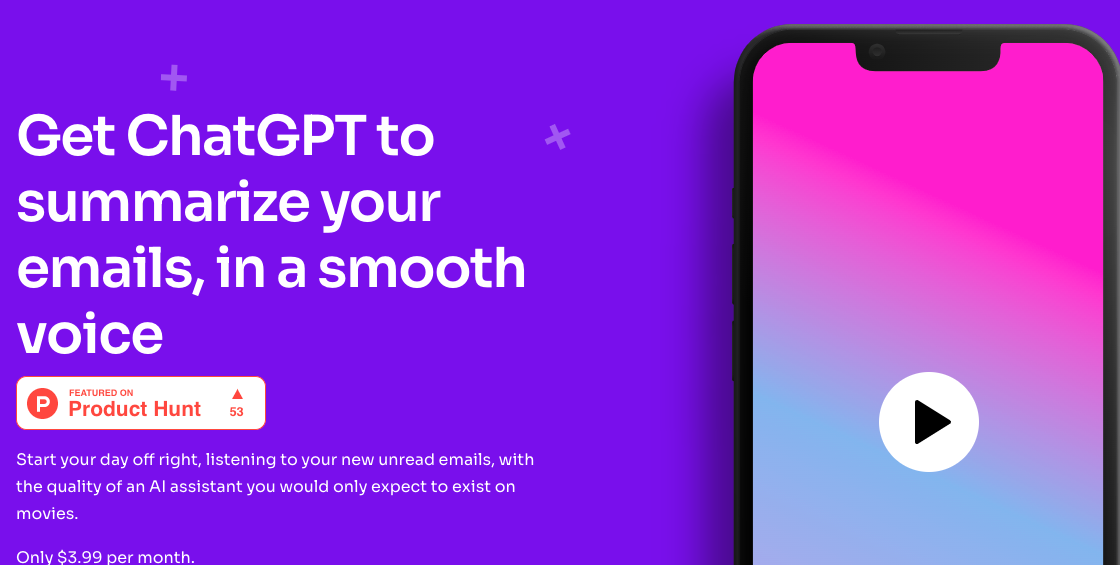 Get ChatGPT to
summarize your
emails, in a smooth
voice
FEATURED ON
Product Hunt
53
Start your day off right, listening to your new unread emails, with
the quality of an AI assistant you would only expect to exist on
movies.
Only $3.99 per month.